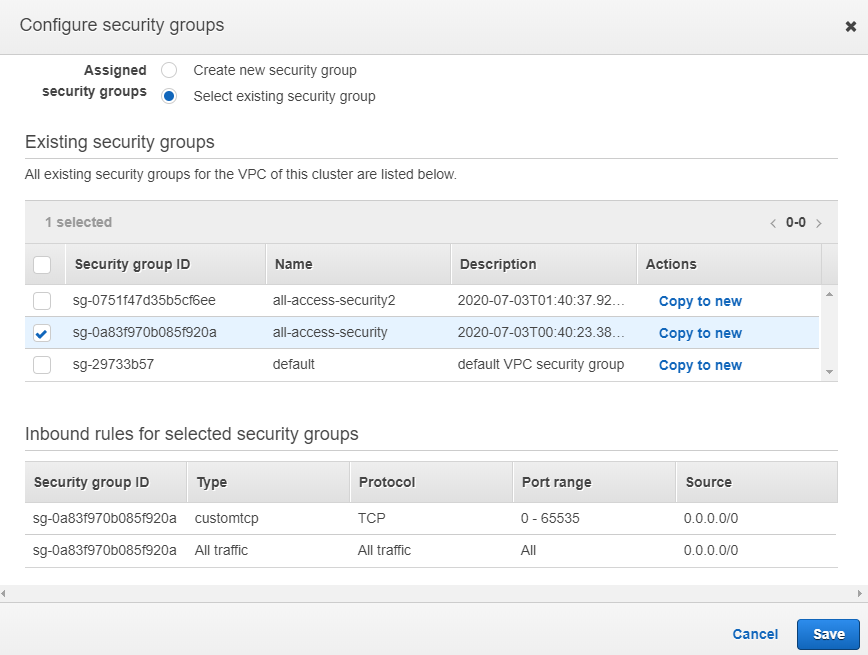 Configure security groups
Assigned security groups
Create new security group
Select existing security group
Existing security groups
All existing security groups for the VPC of this cluster are listed below.
1 selected 0-0
Security group ID Name Description Actions
sg-0751f47d35b5cf6ee all-access-security2 2020-07-03T01:40:37.92... Copy to new
sg-0a83f970b085f920a all-access-security 2020-07-03T00:40:23.38... Copy to new
sg-29733b57 default default VPC security group Copy to new
Inbound rules for selected security groups
Security group ID Type Protocol Port range Source
sg-0a83f970b085f920a customtcp TCP 0 - 65535 0.0.0.0/0
sg-0a83f970b085f920a All traffic All traffic All 0.0.0.0/0
Cancel Save